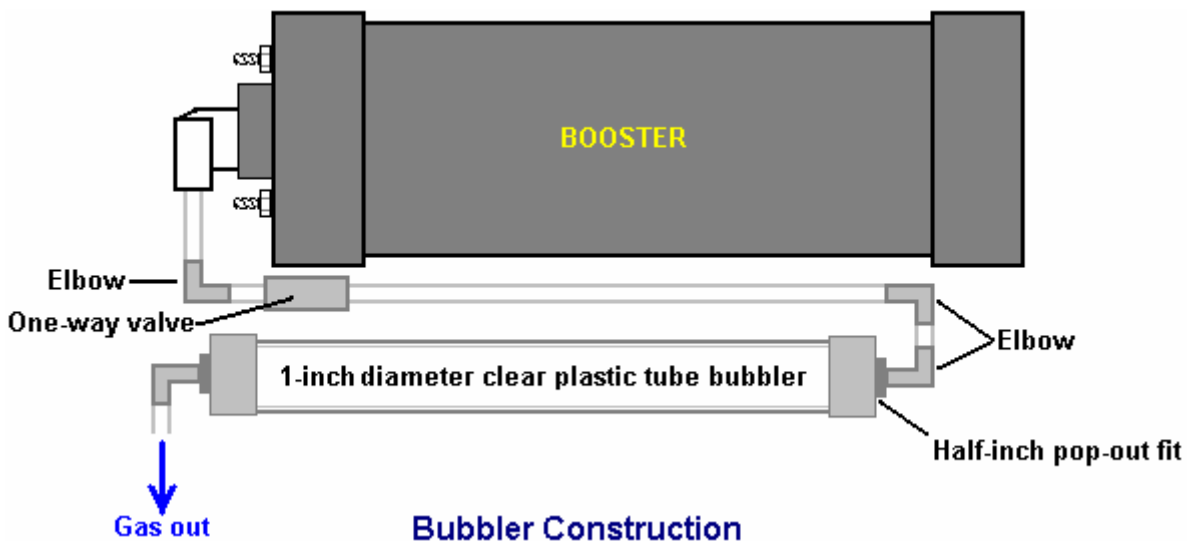 BOOSTER
Elbow
One-way valve
Elbow
1-inch diameter clear plastic tube bubbler
Half-inch pop-out fit
Gas out
Bubbler Construction